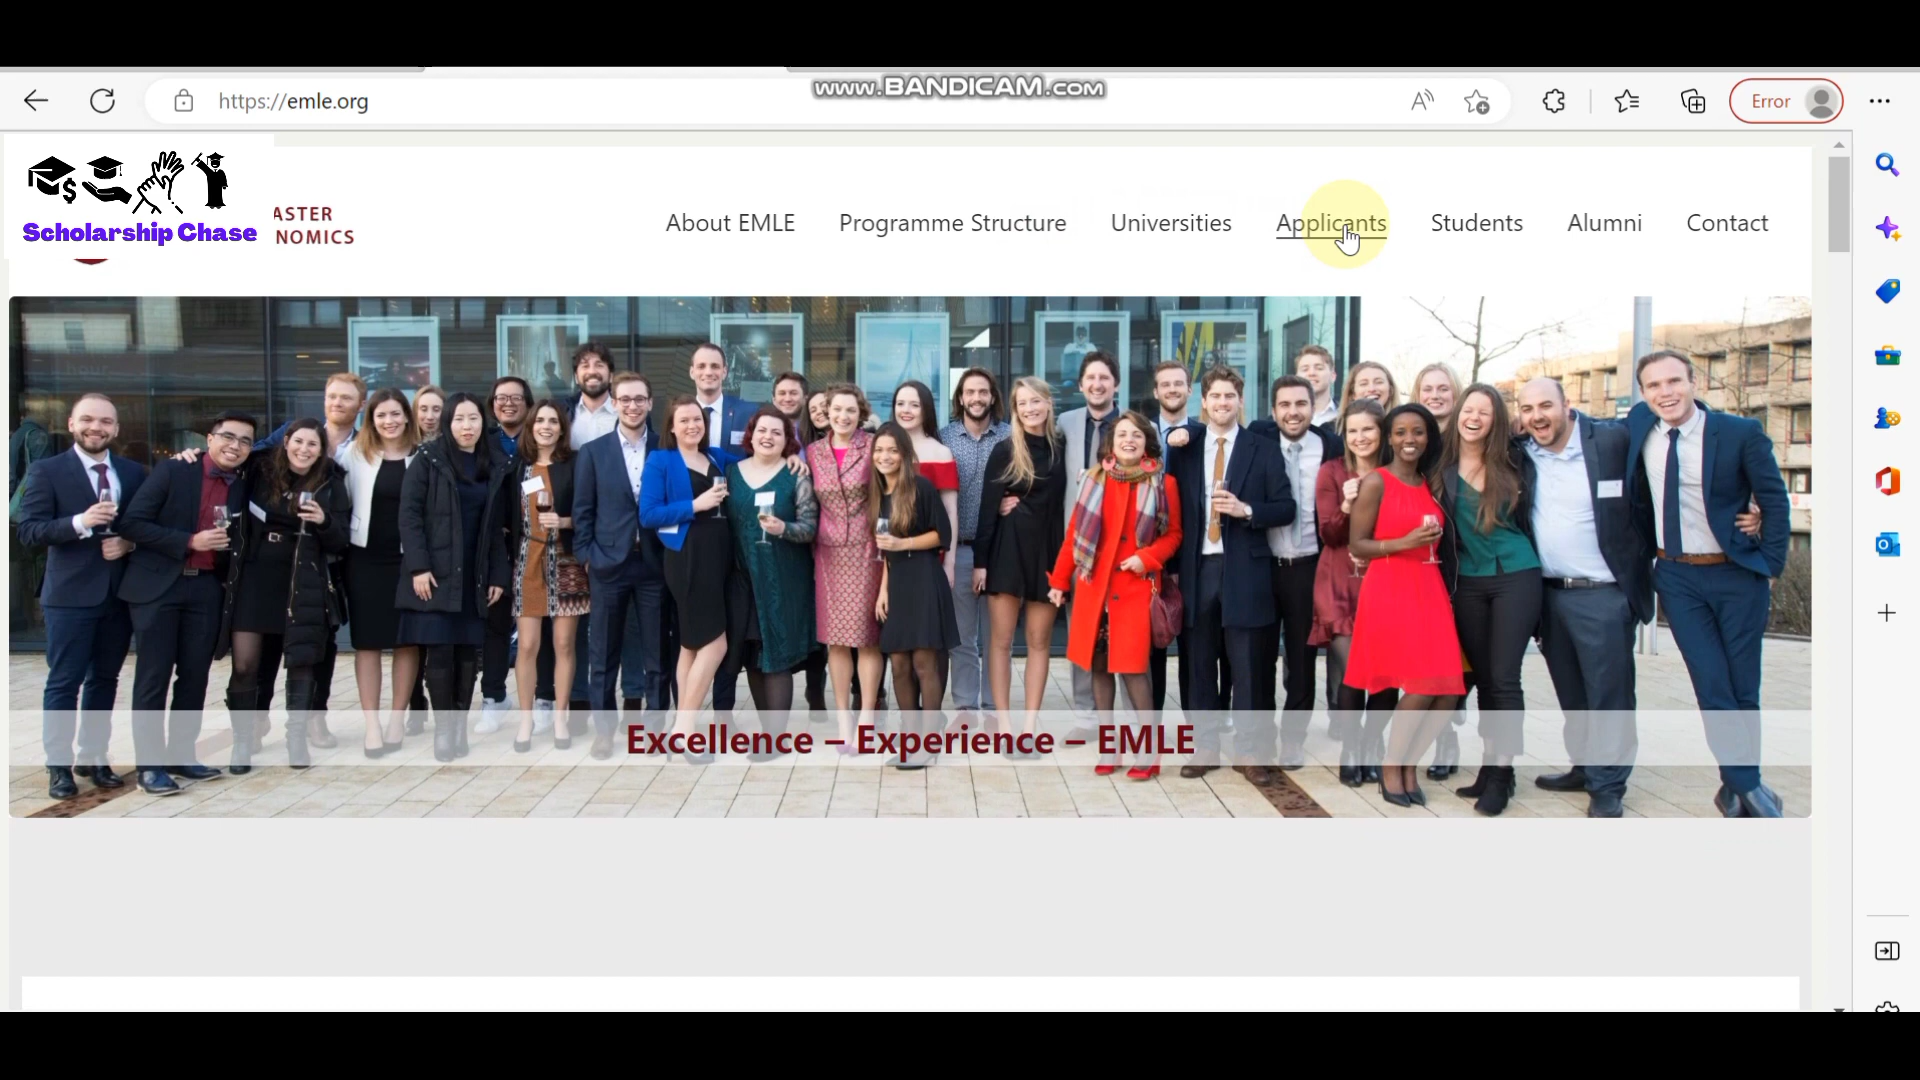 www.BANDICAM.com
https://emle.org
Error
Scholarship Chase
ASTER
NOMICS
About EMLE
Programme Structure
Universities
Applicants
Students
Alumni
Contact
Excellence – Experience – EMLE